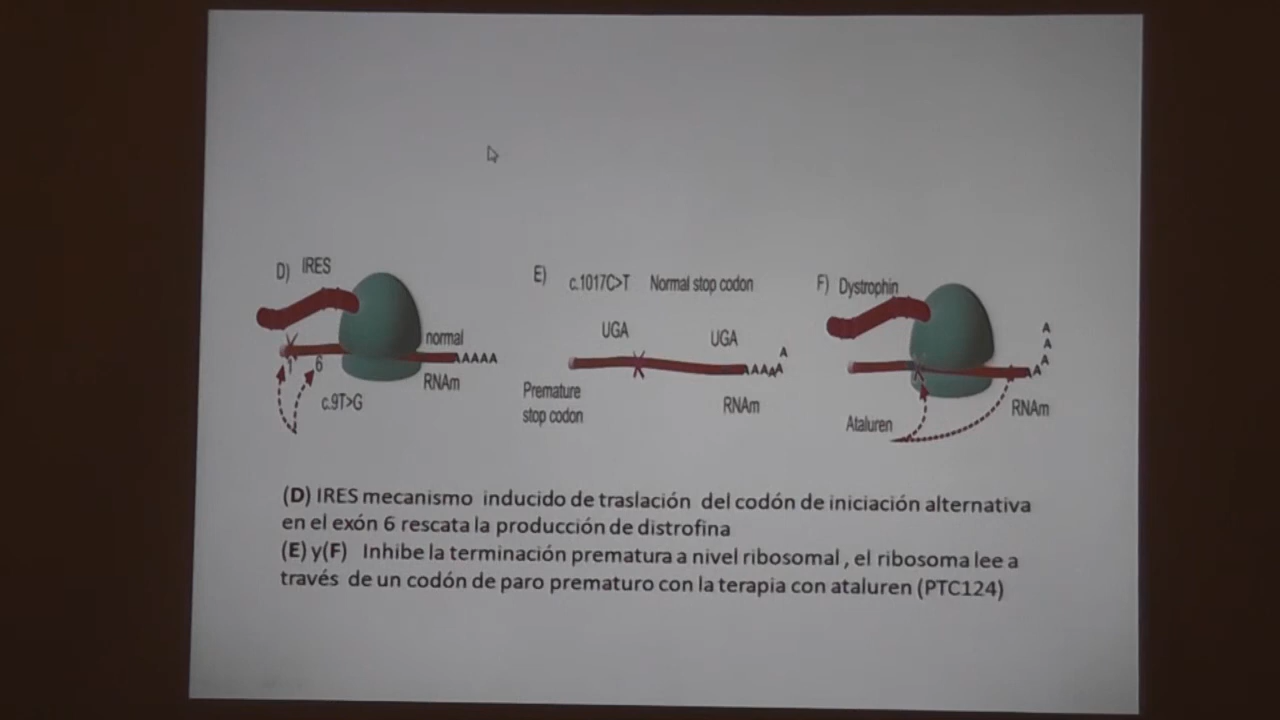 D) IRES
normal
AAAAA
RNAm
1 6
c.9T>G
E) c.1017C>T Normal stop codon
UGA UGA
A
AAAA
Premature
stop codon
RNAm
F) Dystrophin
A
A
A
A
A
RNAm
Ataluren
(D) IRES mecanismo inducido de traslación del codón de iniciación alternativa
en el exón 6 rescata la producción de distrofina
(E) y(F) Inhibe la terminación prematura a nivel ribosomal , el ribosoma lee a
través de un codón de paro prematuro con la terapia con ataluren (PTC124)